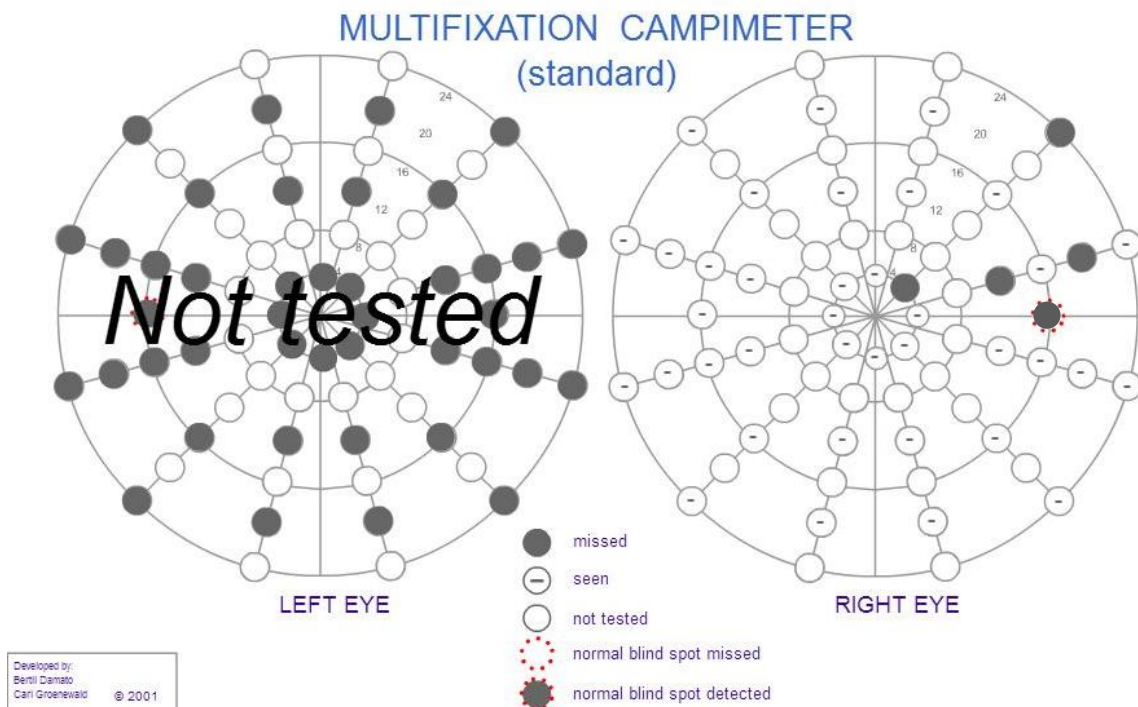 MULTIFIXATION CAMPIMETER
(standard)
24
20
16
12
8
4
Not tested
24
20
16
12
8
4
LEFT EYE
RIGHT EYE
missed
seen
not tested
normal blind spot missed
normal blind spot detected
Developed by:
Bertil Damato
Carl Groenewald © 2001